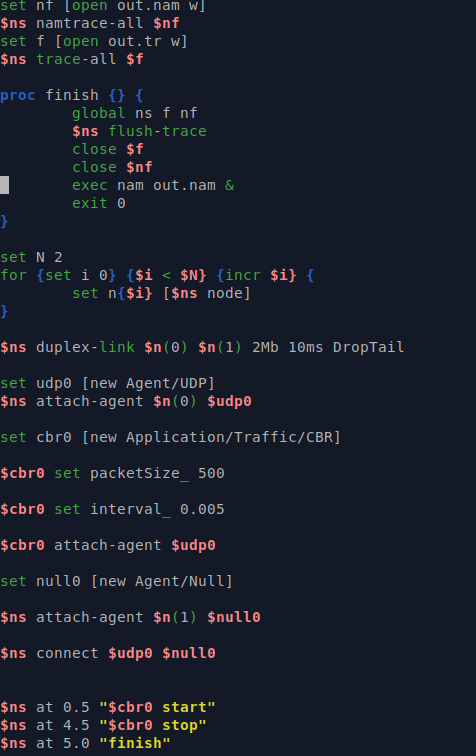 set nf [open out.nam w]
$ns namtrace-all $nf
set f [open out.tr w]
$ns trace-all $f

proc finish {} {
        global ns f nf
        $ns flush-trace
        close $f
        close $nf
        exec nam out.nam &
        exit 0
}

set N 2
for {set i 0} {$i < $N} {incr $i} {
        set n{$i} [$ns node]
}

$ns duplex-link $n(0) $n(1) 2Mb 10ms DropTail

set udp0 [new Agent/UDP]
$ns attach-agent $n(0) $udp0

set cbr0 [new Application/Traffic/CBR]

$cbr0 set packetSize_ 500

$cbr0 set interval_ 0.005

$cbr0 attach-agent $udp0

set null0 [new Agent/Null]

$ns attach-agent $n(1) $null0

$ns connect $udp0 $null0


$ns at 0.5 "$cbr0 start"
$ns at 4.5 "$cbr0 stop"
$ns at 5.0 "finish"